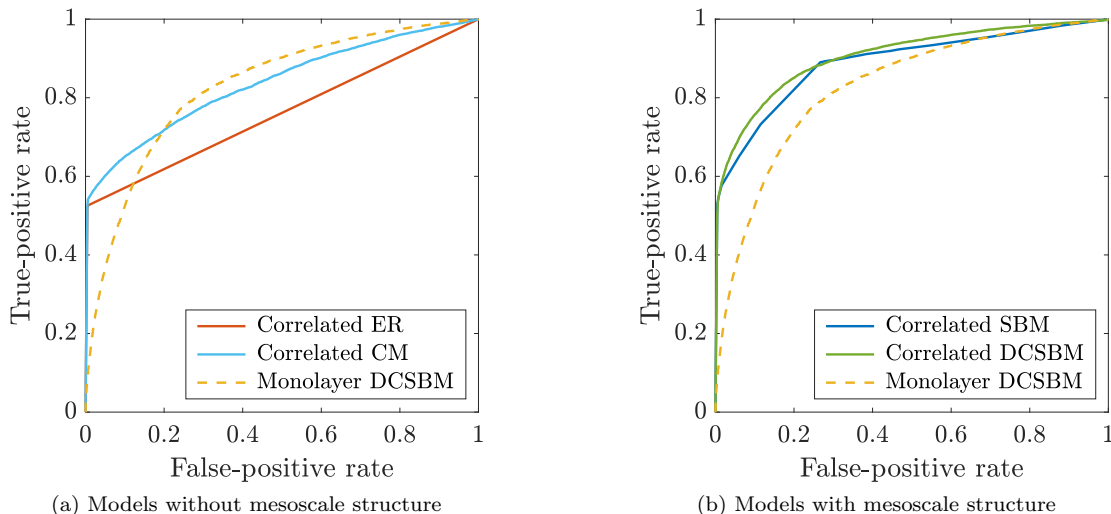 1
0.8
0.6
0.4
0.2
0
True-positive rate
Correlated ER
Correlated CM
Monolayer DCSBM
0 0.2 0.4 0.6 0.8 1
False-positive rate
(a) Models without mesoscale structure
1
0.8
0.6
0.4
0.2
0
True-positive rate
Correlated SBM
Correlated DCSBM
Monolayer DCSBM
0 0.2 0.4 0.6 0.8 1
False-positive rate
(b) Models with mesoscale structure